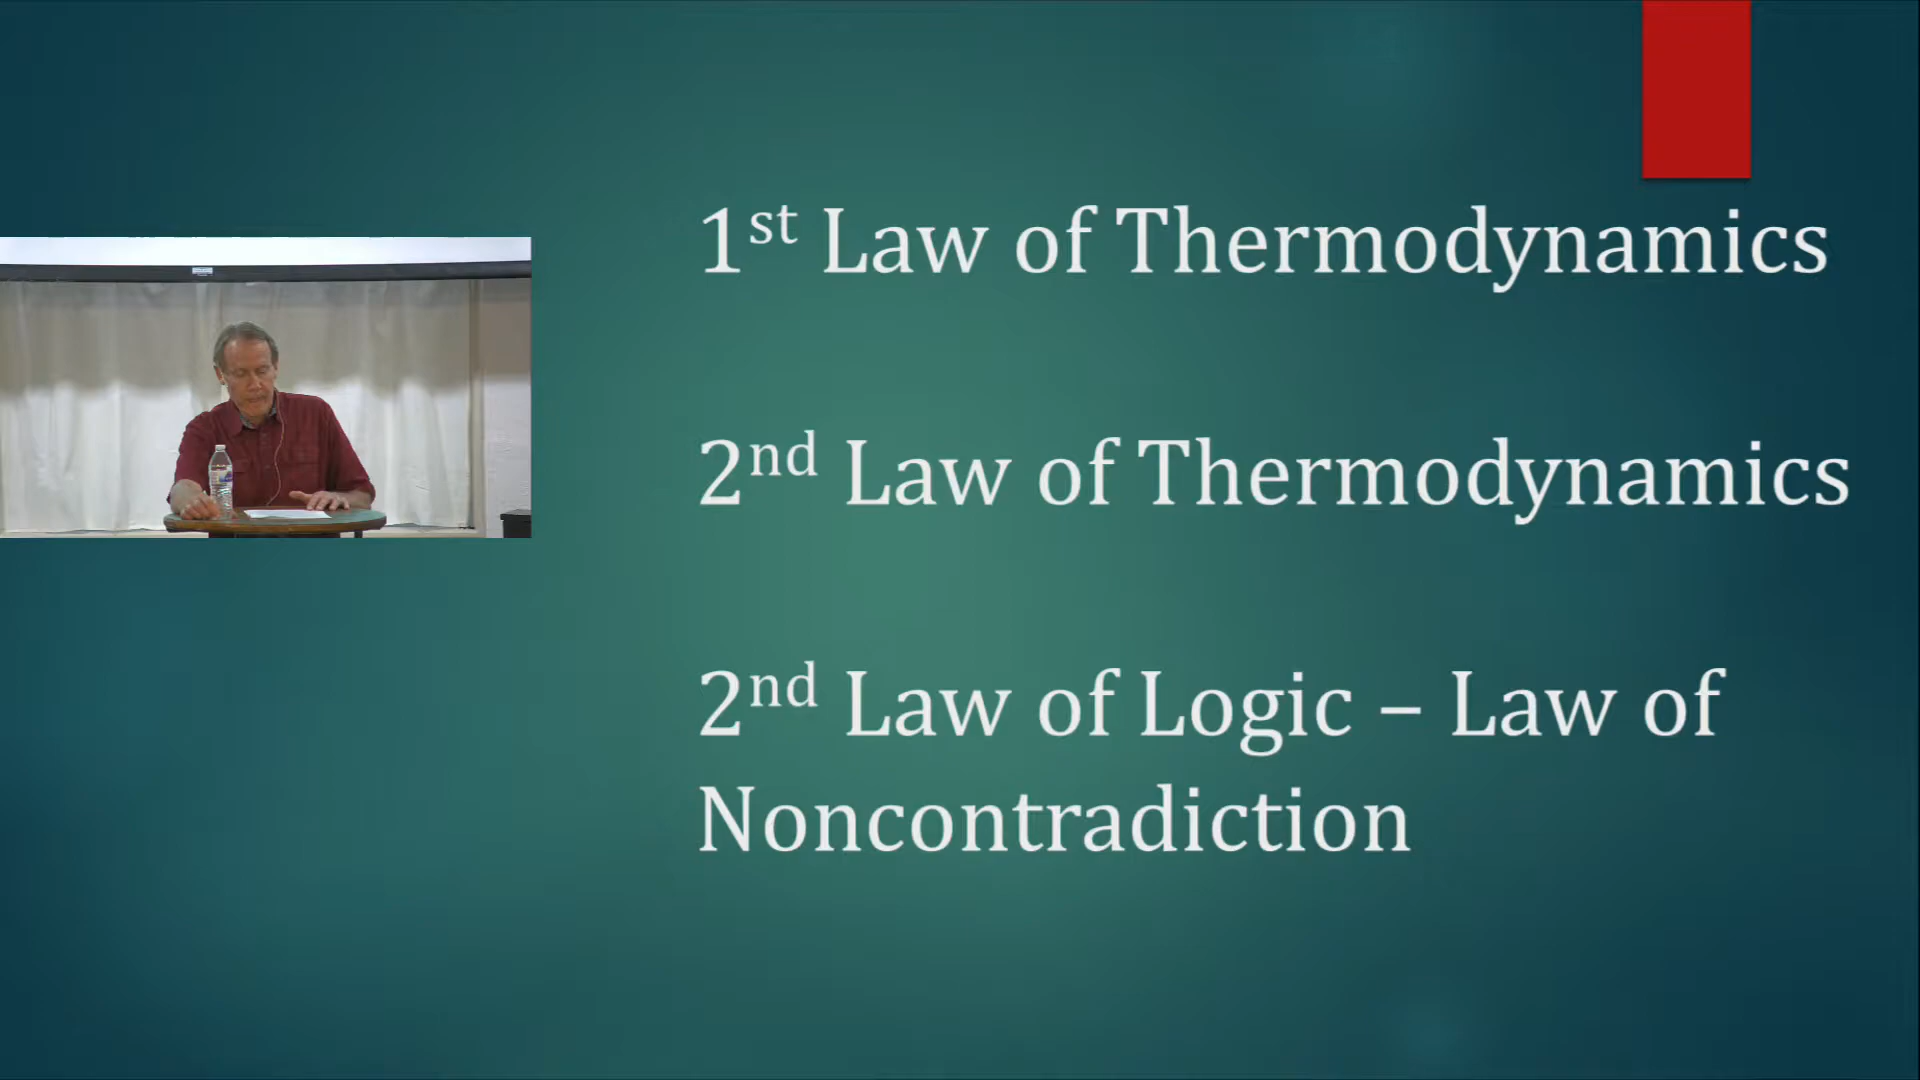 1st Law of Thermodynamics
2nd Law of Thermodynamics
2nd Law of Logic – Law of
Noncontradiction